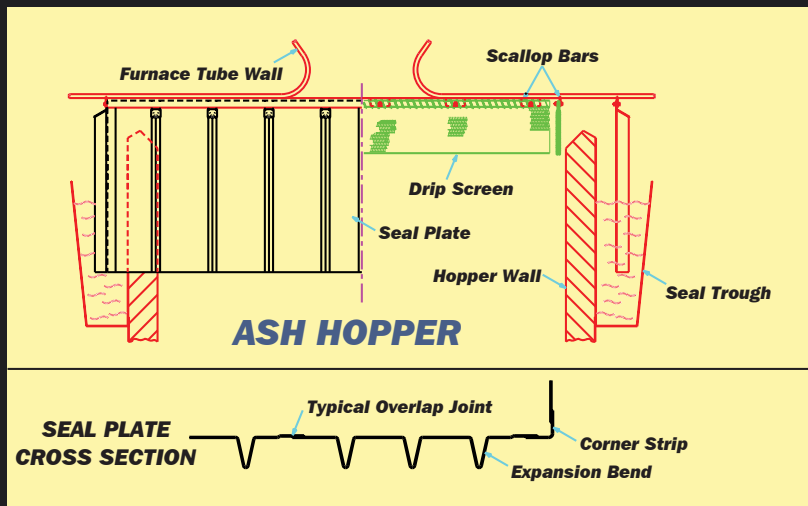 Scallop Bars
Furnace Tube Wall
Drip Screen
Seal Plate
Hopper Wall
Seal Trough
ASH HOPPER
Typical Overlap Joint
SEAL PLATE
CROSS SECTION
Corner Strip
Expansion Bend